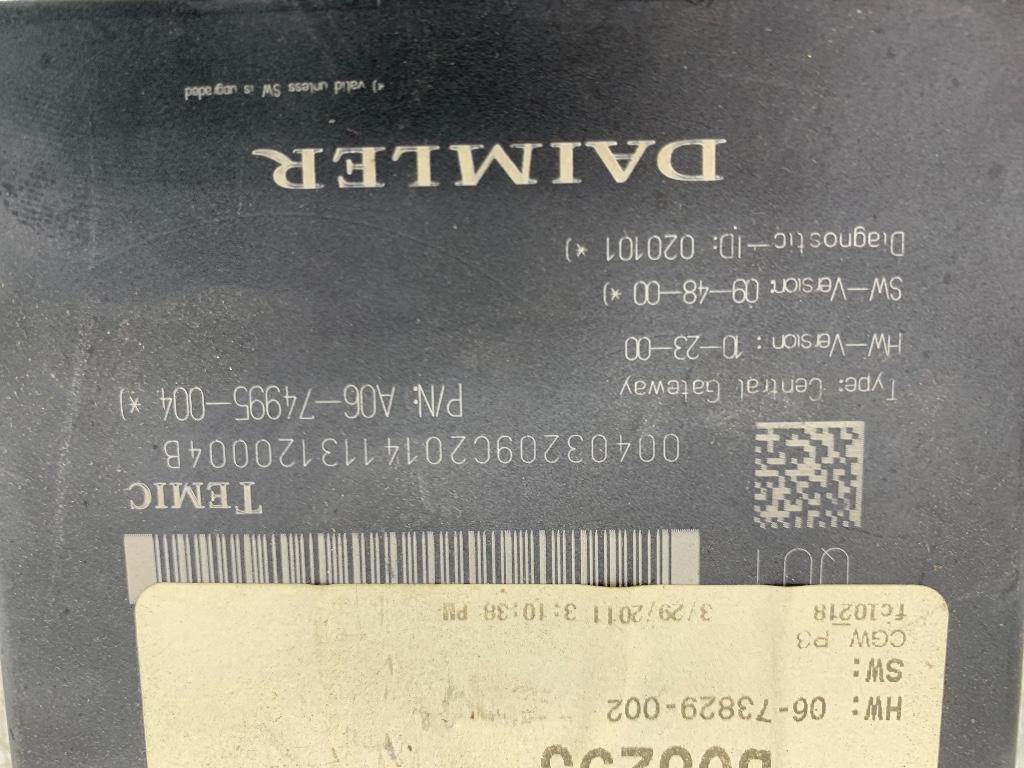 HW: 06-73829-002
SW:
CGW P3
fc10218 3/29/2011 3:10:38 PM
TEMIC
00403209C2014113120004B
P/N: A06-74995-004 *)
Type: Central Gateway
HW-Version: 10-23-00
SW-Version: 09-48-00 *)
Diagnostic-ID: 020101 *)
DAIMLER
*) valid unless SW is upgraded